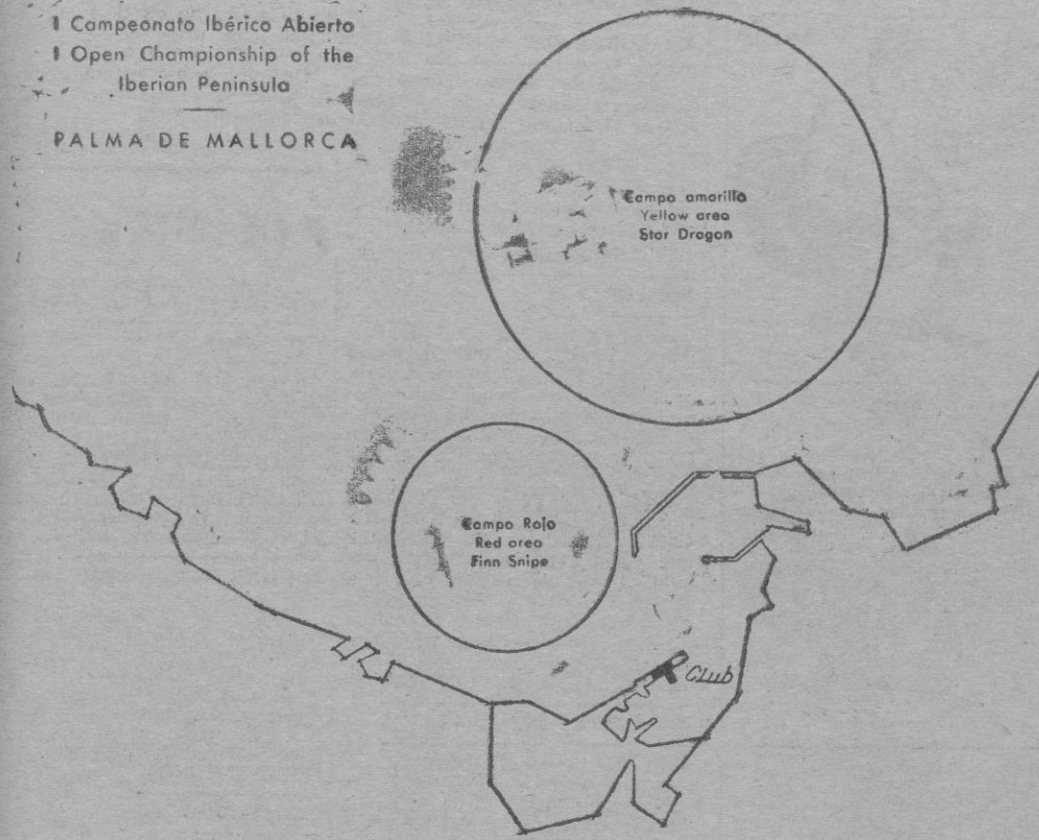 I Campeonato Ibérico Abierto
I Open Championship of the
Iberian Peninsula
PALMA DE MALLORCA
Campo amarillo
Yellow area
Star Dragon
Campo Rojo
Red area
Finn Snipe
Club